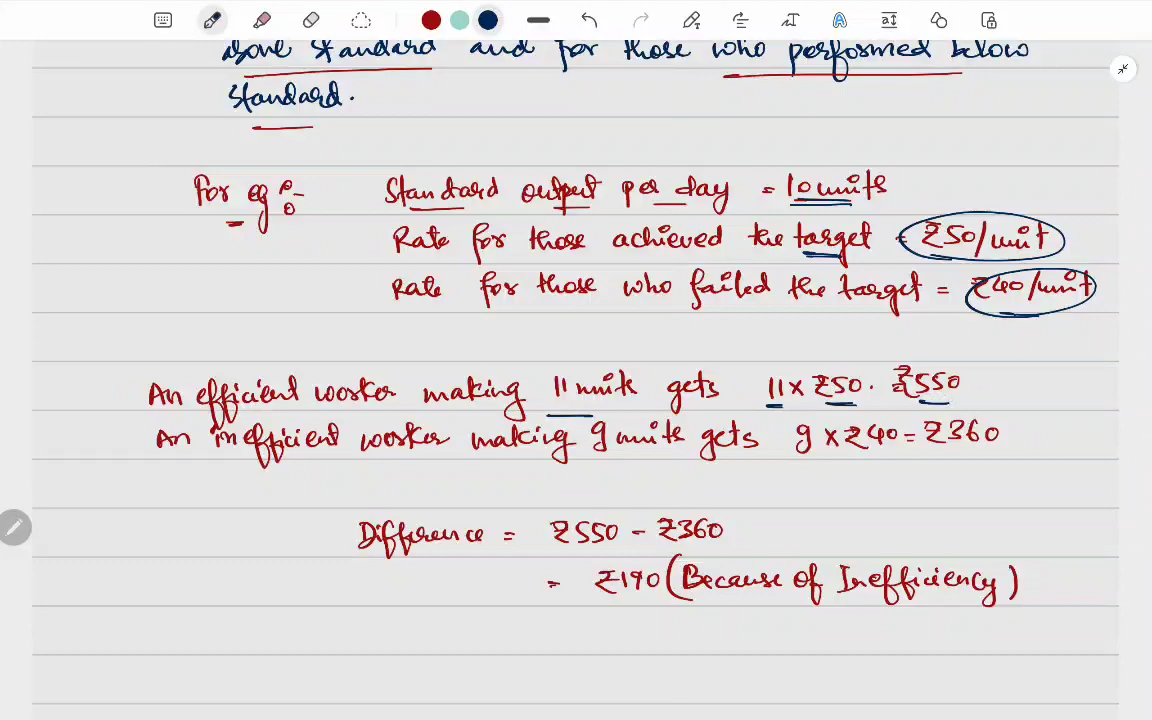 above standard and for those who performed below
standard.
For eg :- Standard output per day = 10 units
Rate for those achieved the target = ₹50/unit
Rate for those who failed the target = ₹40/unit
An efficient worker making 11 units gets 11 x ₹50 = ₹550
An inefficient worker making 9 units gets 9 x ₹40 = ₹360
Difference = ₹550 - ₹360
= ₹190 (Because of Inefficiency)